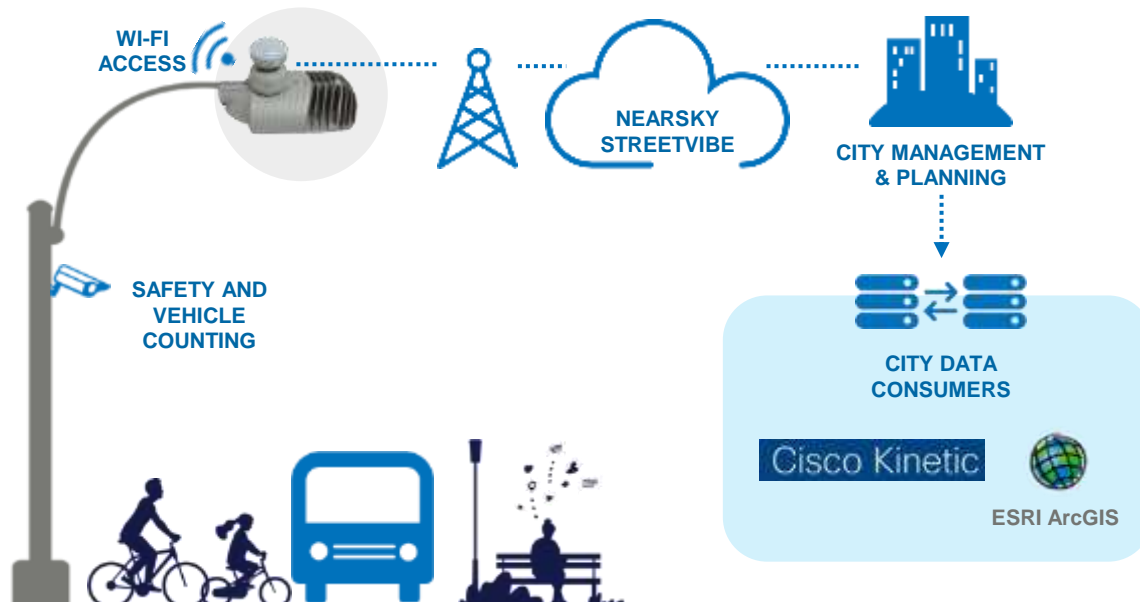 WI-FI
ACCESS
NEARSKY
STREETVIBE
CITY MANAGEMENT
& PLANNING
SAFETY AND
VEHICLE
COUNTING
CITY DATA
CONSUMERS
Cisco Kinetic
ESRI ArcGIS